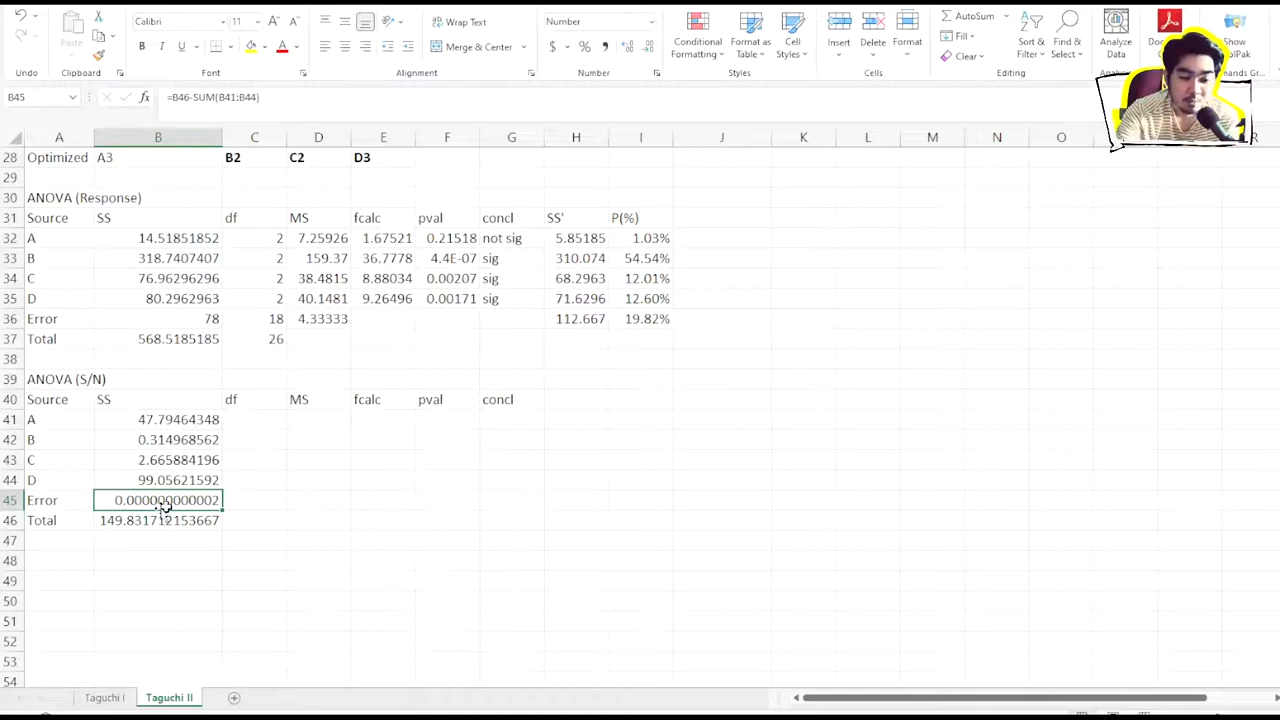 Calibri 11 Wrap Text Number AutoSum
Paste B I U Merge & Center $ % Conditional Formatting Format as Table Cell Styles Insert Delete Format Fill Clear Sort & Filter Find & Select Analyze Data Show
Undo Clipboard Font Alignment Number Styles Cells Editing
B45 fx =B46-SUM(B41:B44)
A B C D E F G H I J K L M N O P R
28 Optimized A3 B2 C2 D3
29
30 ANOVA (Response)
31 Source SS df MS fcalc pval concl SS' P(%)
32 A 14.51851852 2 7.25926 1.67521 0.21518 not sig 5.85185 1.03%
33 B 318.7407407 2 159.37 36.7778 4.4E-07 sig 310.074 54.54%
34 C 76.96296296 2 38.4815 8.88034 0.00207 sig 68.2963 12.01%
35 D 80.2962963 2 40.1481 9.26496 0.00171 sig 71.6296 12.60%
36 Error 78 18 4.33333 112.667 19.82%
37 Total 568.5185185 26
38
39 ANOVA (S/N)
40 Source SS df MS fcalc pval concl
41 A 47.79464348
42 B 0.314968562
43 C 2.665884196
44 D 99.05621592
45 Error 0.000000000002
46 Total 149.831712153667
47
48
49
50
51
52
53
54
Taguchi I Taguchi II